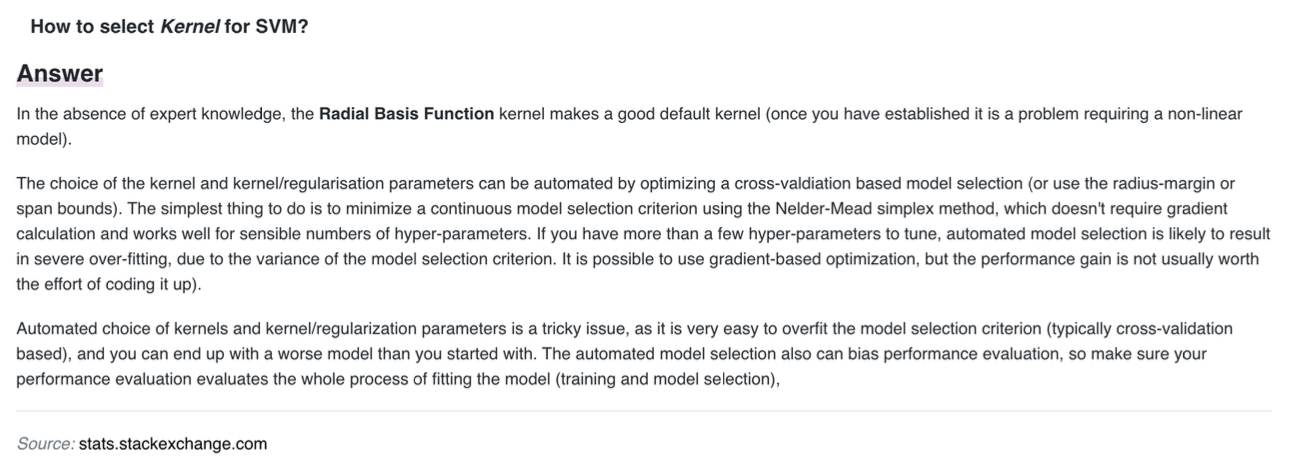 How to select Kernel for SVM?
Answer
In the absence of expert knowledge, the Radial Basis Function kernel makes a good default kernel (once you have established it is a problem requiring a non-linear
model).
The choice of the kernel and kernel/regularisation parameters can be automated by optimizing a cross-valdiation based model selection (or use the radius-margin or
span bounds). The simplest thing to do is to minimize a continuous model selection criterion using the Nelder-Mead simplex method, which doesn't require gradient
calculation and works well for sensible numbers of hyper-parameters. If you have more than a few hyper-parameters to tune, automated model selection is likely to result
in severe over-fitting, due to the variance of the model selection criterion. It is possible to use gradient-based optimization, but the performance gain is not usually worth
the effort of coding it up).
Automated choice of kernels and kernel/regularization parameters is a tricky issue, as it is very easy to overfit the model selection criterion (typically cross-validation
based), and you can end up with a worse model than you started with. The automated model selection also can bias performance evaluation, so make sure your
performance evaluation evaluates the whole process of fitting the model (training and model selection),
Source: stats.stackexchange.com